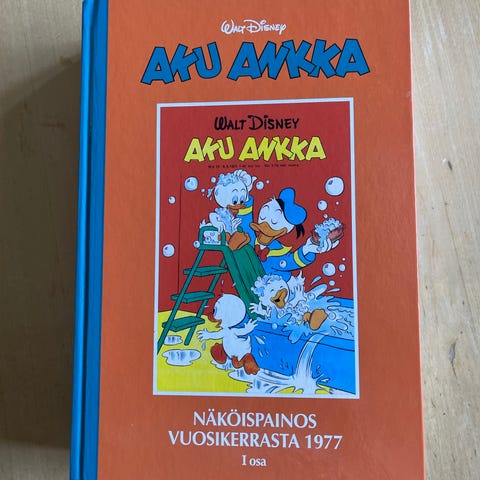 WALT DISNEY
AKU ANKKA
WALT DISNEY
AKU ANKKA
NÄKÖISPAINOS
VUOSIKERRASTA 1977
I osa